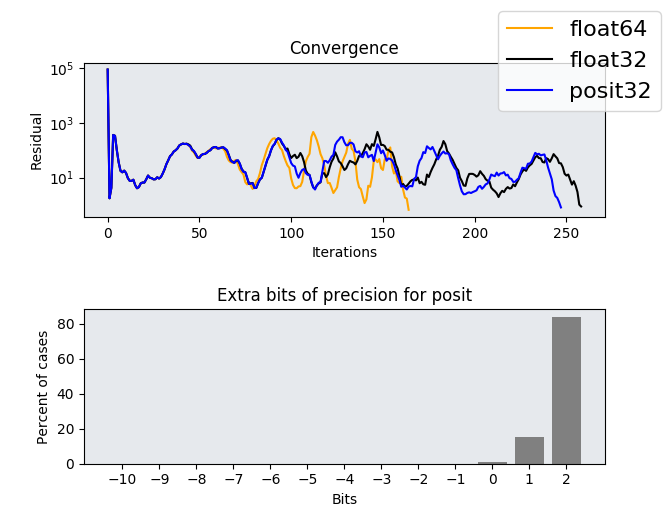 Convergence
float64
float32
posit32
Residual
10^5
10^3
10^1
0 50 100 150 200 250
Iterations
Extra bits of precision for posit
Percent of cases
80
60
40
20
0
−10 −9 −8 −7 −6 −5 −4 −3 −2 −1 0 1 2
Bits